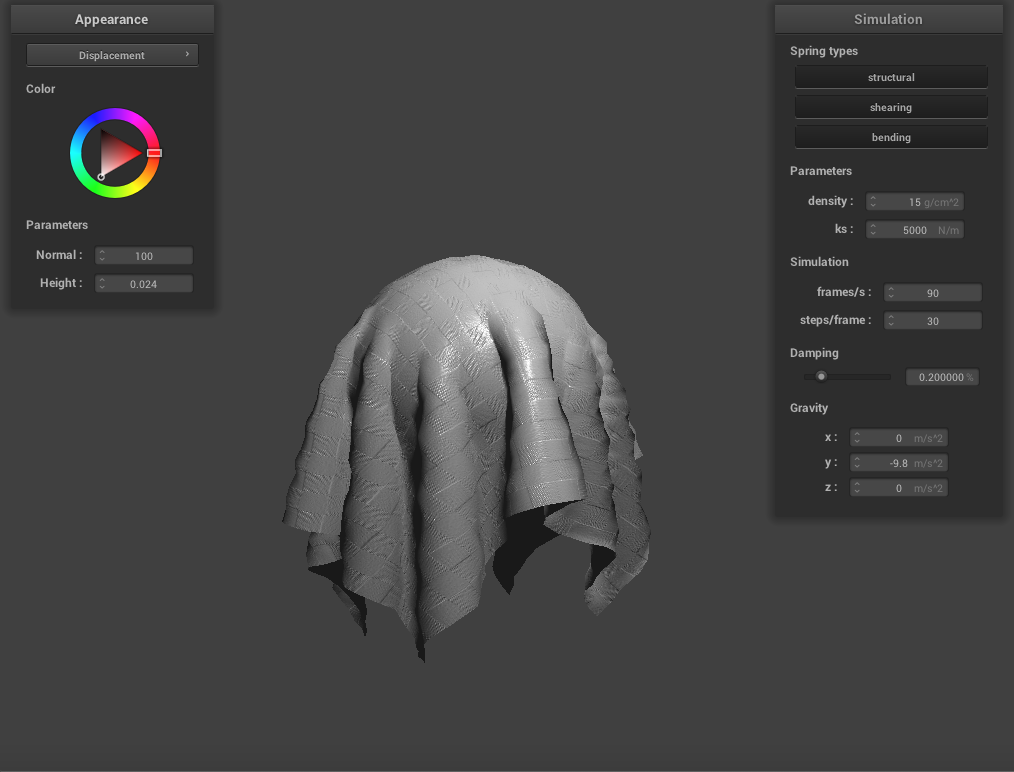 Appearance
Displacement
Color
Parameters
Normal : 100
Height : 0.024
Simulation
Spring types
structural
shearing
bending
Parameters
density : 15 g/cm^2
ks : 5000 N/m
Simulation
frames/s : 90
steps/frame : 30
Damping
0.200000 %
Gravity
x : 0 m/s^2
y : -9.8 m/s^2
z : 0 m/s^2